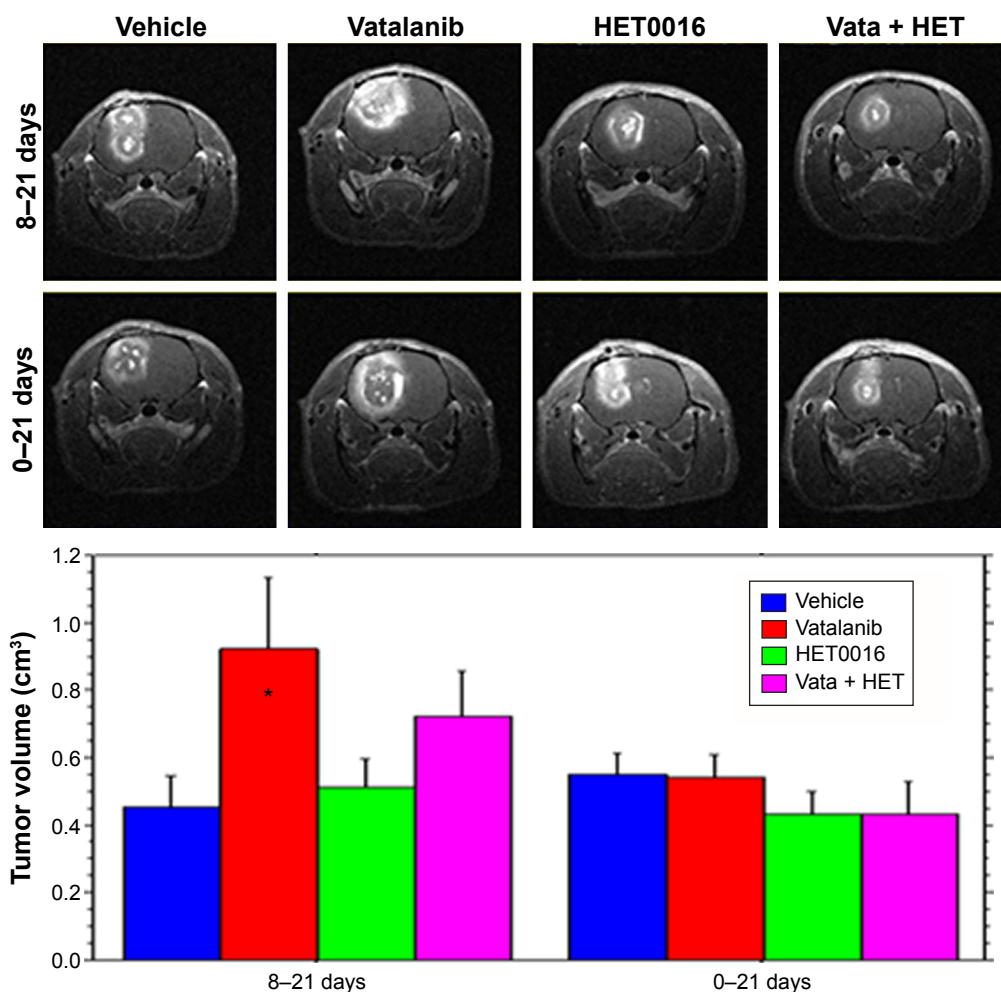 Vehicle Vatalanib HET0016 Vata + HET
8–21 days
0–21 days
Tumor volume (cm³)
1.2
1.0
0.8
0.6
0.4
0.2
0.0
*
Vehicle
Vatalanib
HET0016
Vata + HET
8–21 days 0–21 days